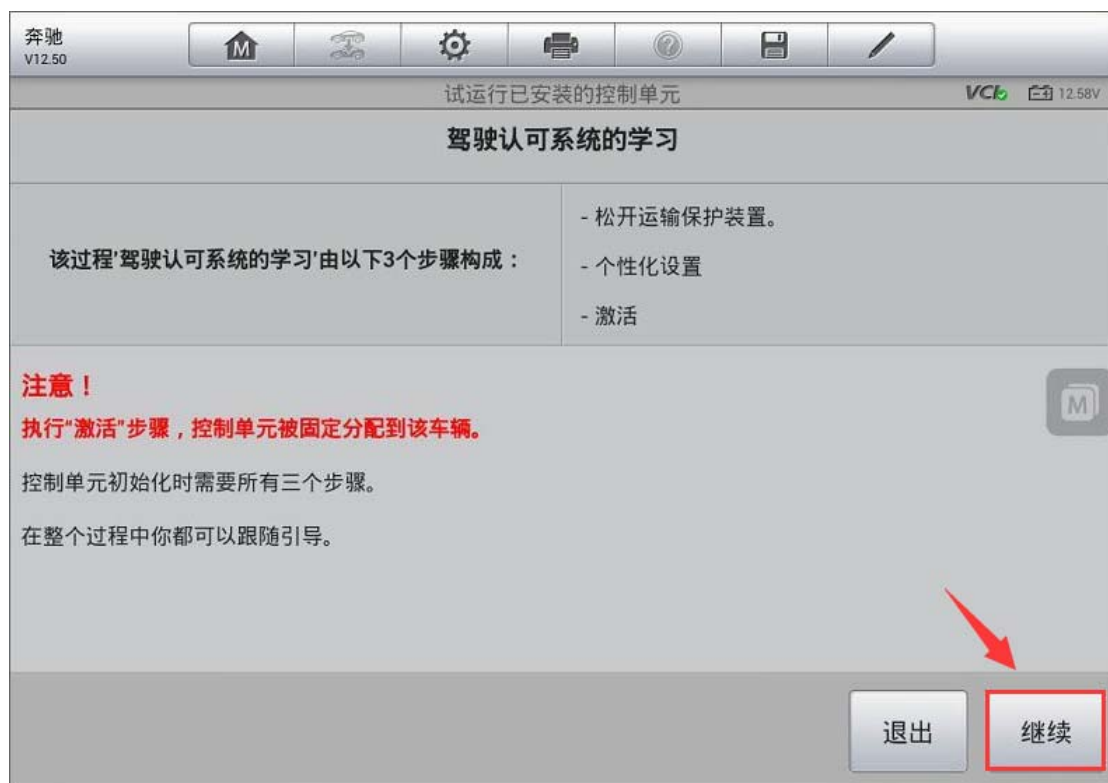 奔驰
V12.50
M
试运行已安装的控制单元
VCI
12.58V
驾驶认可系统的学习
该过程'驾驶认可系统的学习'由以下3个步骤构成：
- 松开运输保护装置。
- 个性化设置
- 激活
注意！
执行“激活”步骤，控制单元被固定分配到该车辆。
M
控制单元初始化时需要所有三个步骤。
在整个过程中你都可以跟随引导。
退出
继续